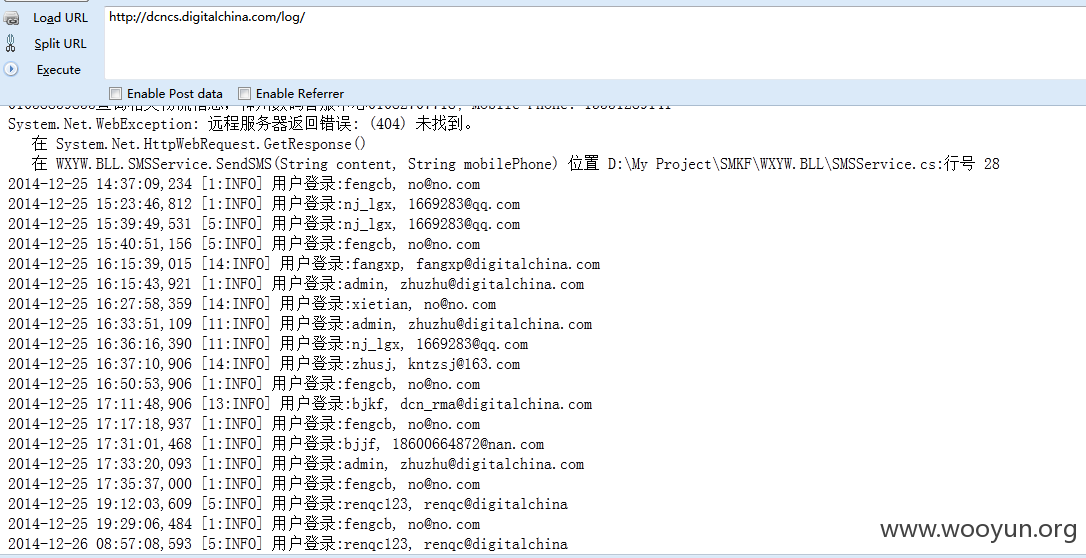 Load URL
http://dcncs.digitalchina.com/log/
Split URL
Execute
Enable Post data
Enable Referrer
System.Net.WebException: 远程服务器返回错误: (404) 未找到。
在 System.Net.HttpWebRequest.GetResponse()
在 WXYW.BLL.SMSService.SendSMS(String content, String mobilePhone) 位置 D:\My Project\SMKF\WXYW.BLL\SMSService.cs:行号 28
2014-12-25 14:37:09,234 [1:INFO] 用户登录:fengcb, no@no.com
2014-12-25 15:23:46,812 [1:INFO] 用户登录:nj_lgx, 1669283@qq.com
2014-12-25 15:39:49,531 [5:INFO] 用户登录:nj_lgx, 1669283@qq.com
2014-12-25 15:40:51,156 [5:INFO] 用户登录:fengcb, no@no.com
2014-12-25 16:15:39,015 [14:INFO] 用户登录:fangxp, fangxp@digitalchina.com
2014-12-25 16:15:43,921 [1:INFO] 用户登录:admin, zhuzhu@digitalchina.com
2014-12-25 16:27:58,359 [14:INFO] 用户登录:xietian, no@no.com
2014-12-25 16:33:51,109 [11:INFO] 用户登录:admin, zhuzhu@digitalchina.com
2014-12-25 16:36:16,390 [11:INFO] 用户登录:nj_lgx, 1669283@qq.com
2014-12-25 16:37:10,906 [14:INFO] 用户登录:zhusj, kntzsj@163.com
2014-12-25 16:50:53,906 [1:INFO] 用户登录:fengcb, no@no.com
2014-12-25 17:11:48,906 [13:INFO] 用户登录:bjkf, dcn_rma@digitalchina.com
2014-12-25 17:17:18,937 [1:INFO] 用户登录:fengcb, no@no.com
2014-12-25 17:31:01,468 [1:INFO] 用户登录:bjjf, 18600664872@nan.com
2014-12-25 17:33:20,093 [1:INFO] 用户登录:admin, zhuzhu@digitalchina.com
2014-12-25 17:35:37,000 [1:INFO] 用户登录:fengcb, no@no.com
2014-12-25 19:12:03,609 [5:INFO] 用户登录:renqc123, renqc@digitalchina
2014-12-25 19:29:06,484 [1:INFO] 用户登录:fengcb, no@no.com
2014-12-26 08:57:08,593 [5:INFO] 用户登录:renqc123, renqc@digitalchina
www.wooyun.org